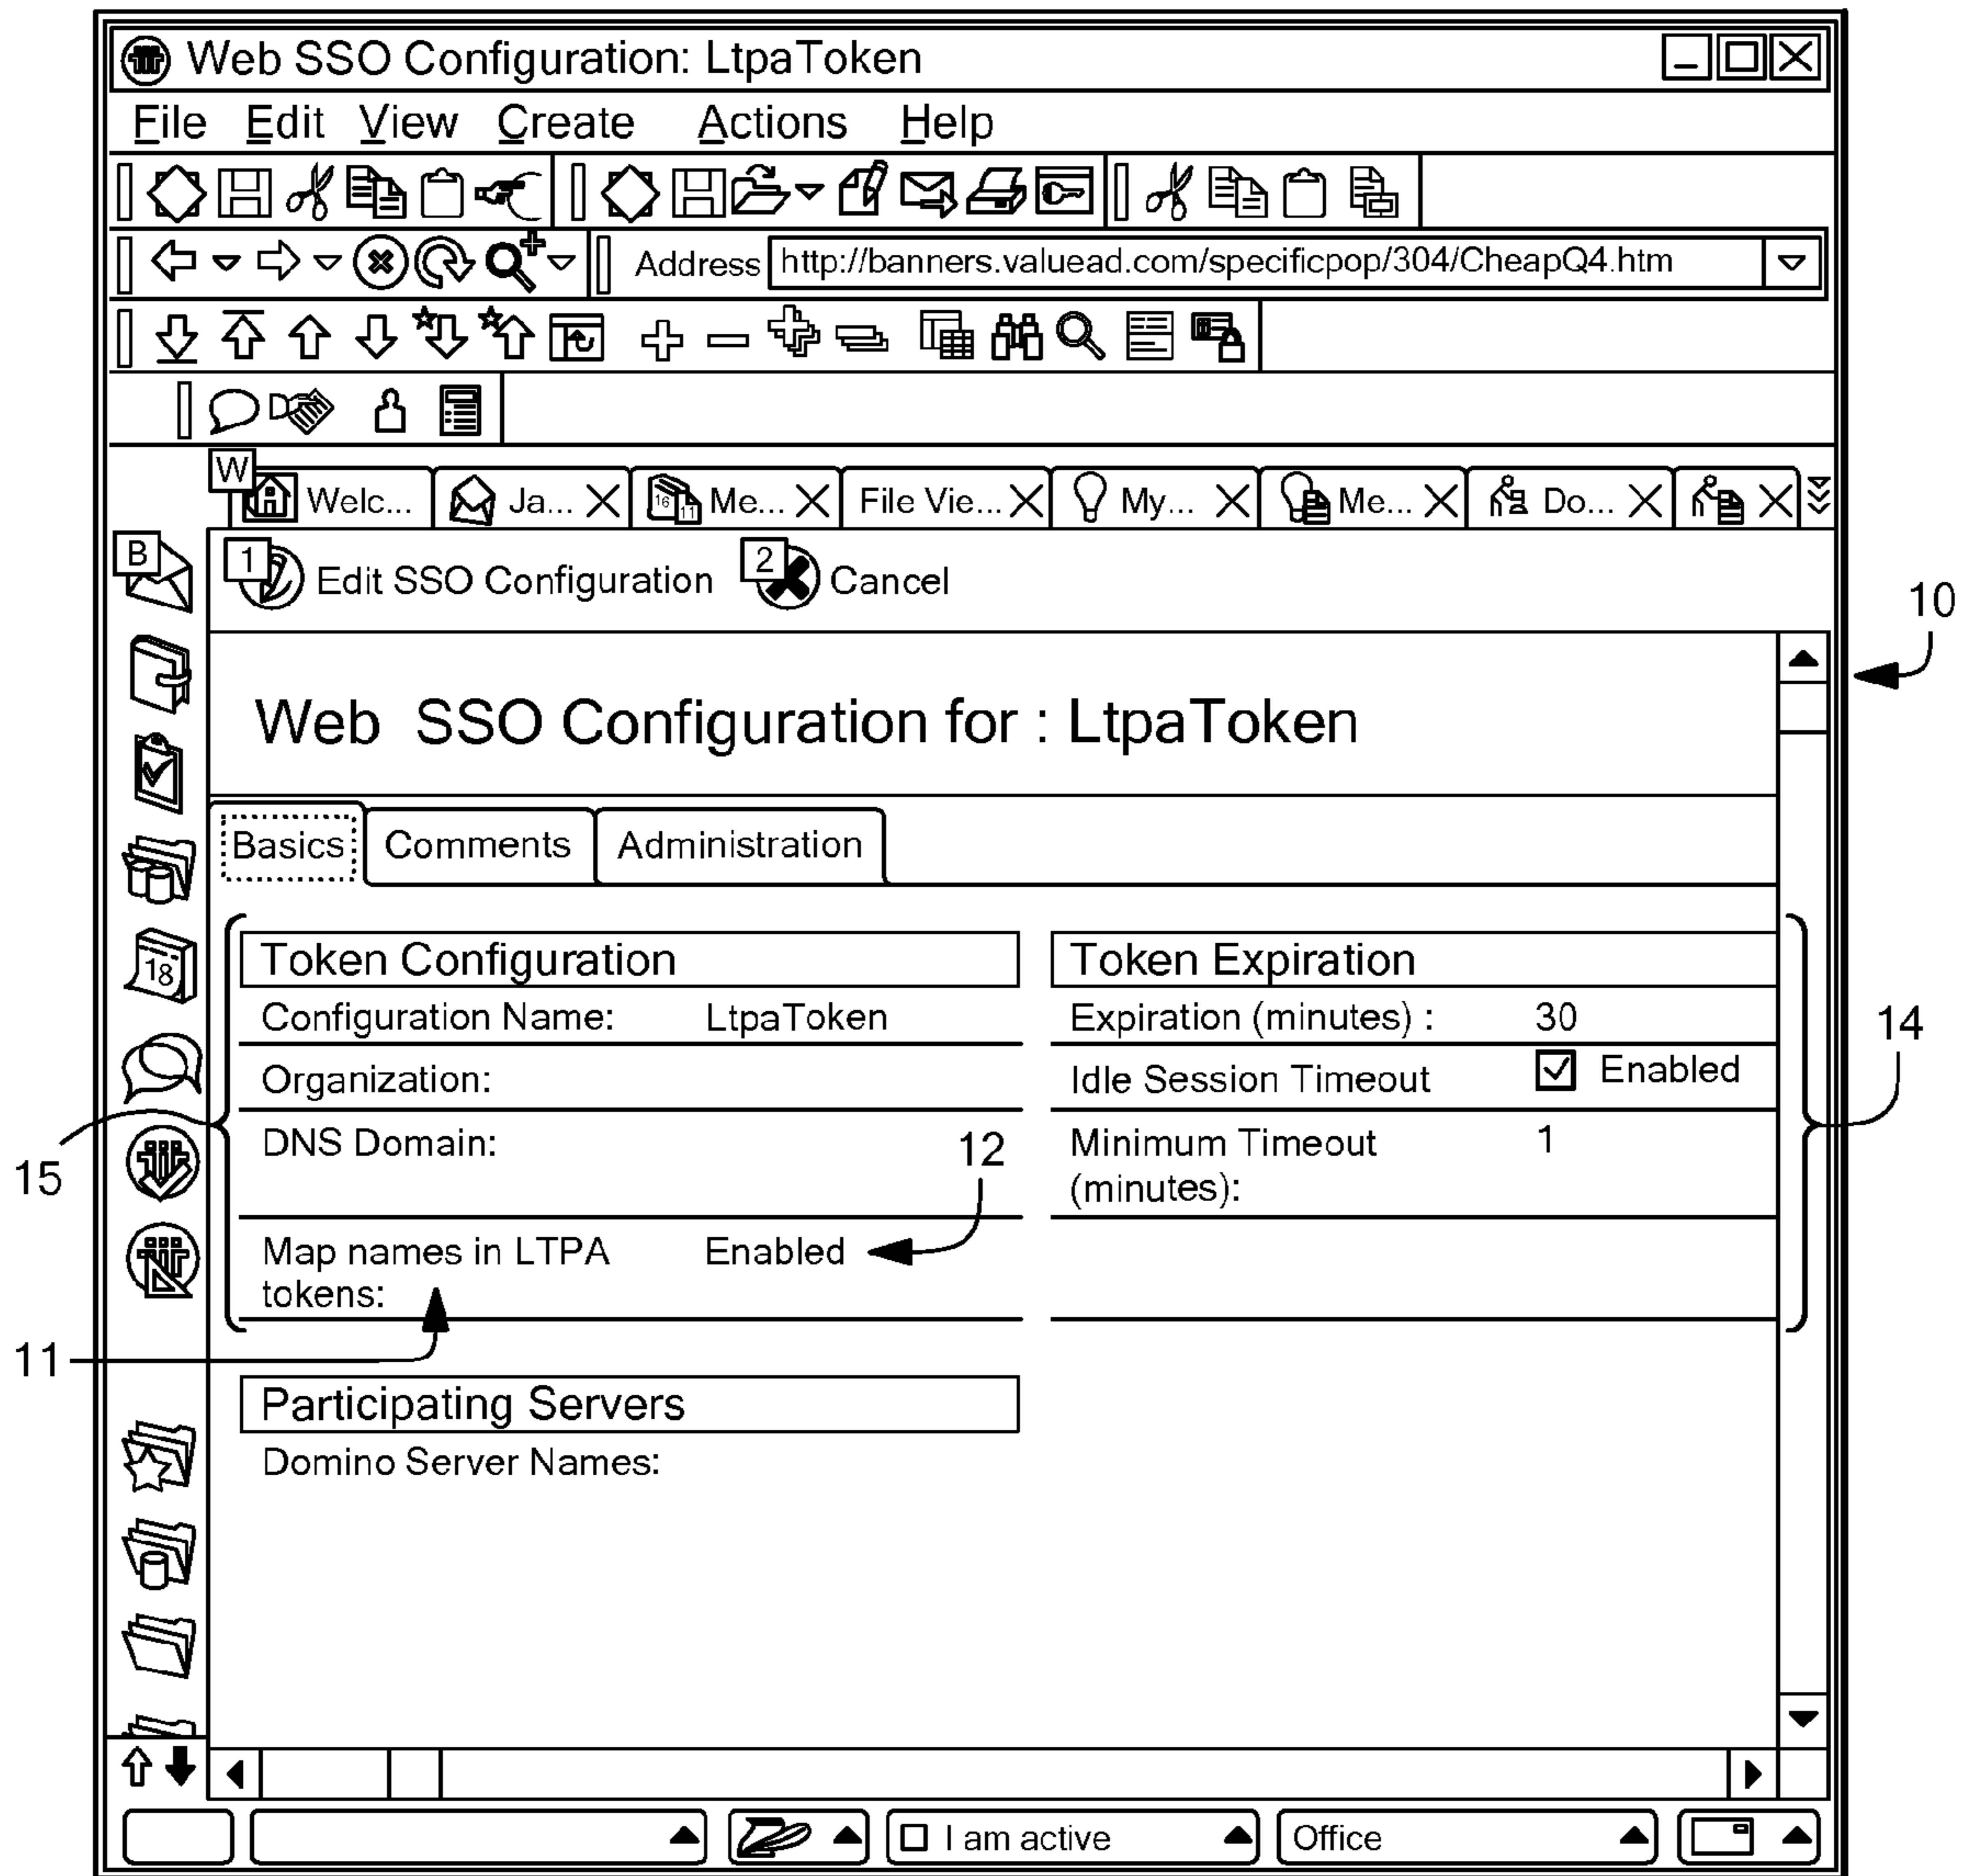 Web SSO Configuration: LtpaToken
File Edit View Create Actions Help
Address http://banners.valuead.com/specificpop/304/CheapQ4.htm
W
Welc... Ja... 16 11 Me... File Vie... My... Me... Do...
B 1 Edit SSO Configuration 2 Cancel
10
Web SSO Configuration for : LtpaToken
Basics Comments Administration
18
Token Configuration Token Expiration
Configuration Name: LtpaToken Expiration (minutes) : 30
14
Organization: Idle Session Timeout Enabled
DNS Domain: 12 Minimum Timeout 1
(minutes):
15
Map names in LTPA Enabled
tokens:
11
Participating Servers
Domino Server Names:
I am active Office